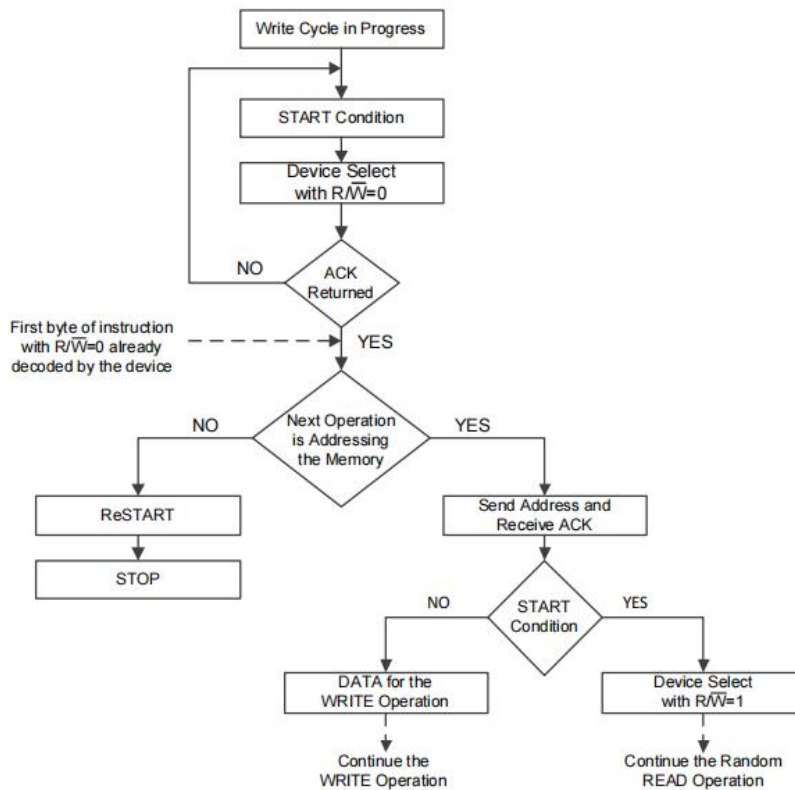 Write Cycle in Progress
START Condition
Device Select
with R/W̅=0
NO
ACK
Returned
First byte of instruction
with R/W̅=0 already
decoded by the device
YES
NO
Next Operation
is Addressing
the Memory
YES
ReSTART
Send Address and
Receive ACK
STOP
NO
START
Condition
YES
DATA for the
WRITE Operation
Device Select
with R/W̅=1
Continue the
WRITE Operation
Continue the Random
READ Operation